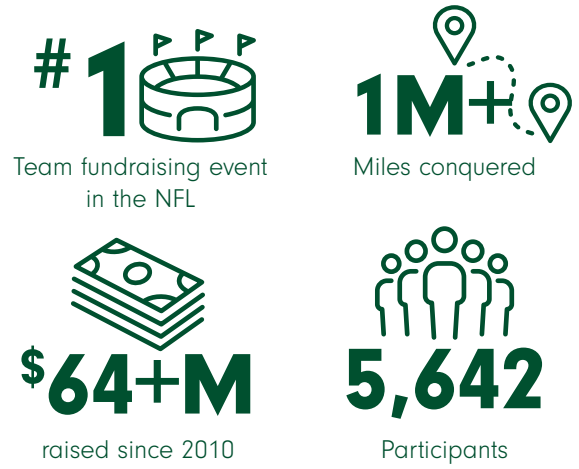 #1
Team fundraising event
in the NFL
1M+
Miles conquered
$64+M
raised since 2010
5,642
Participants